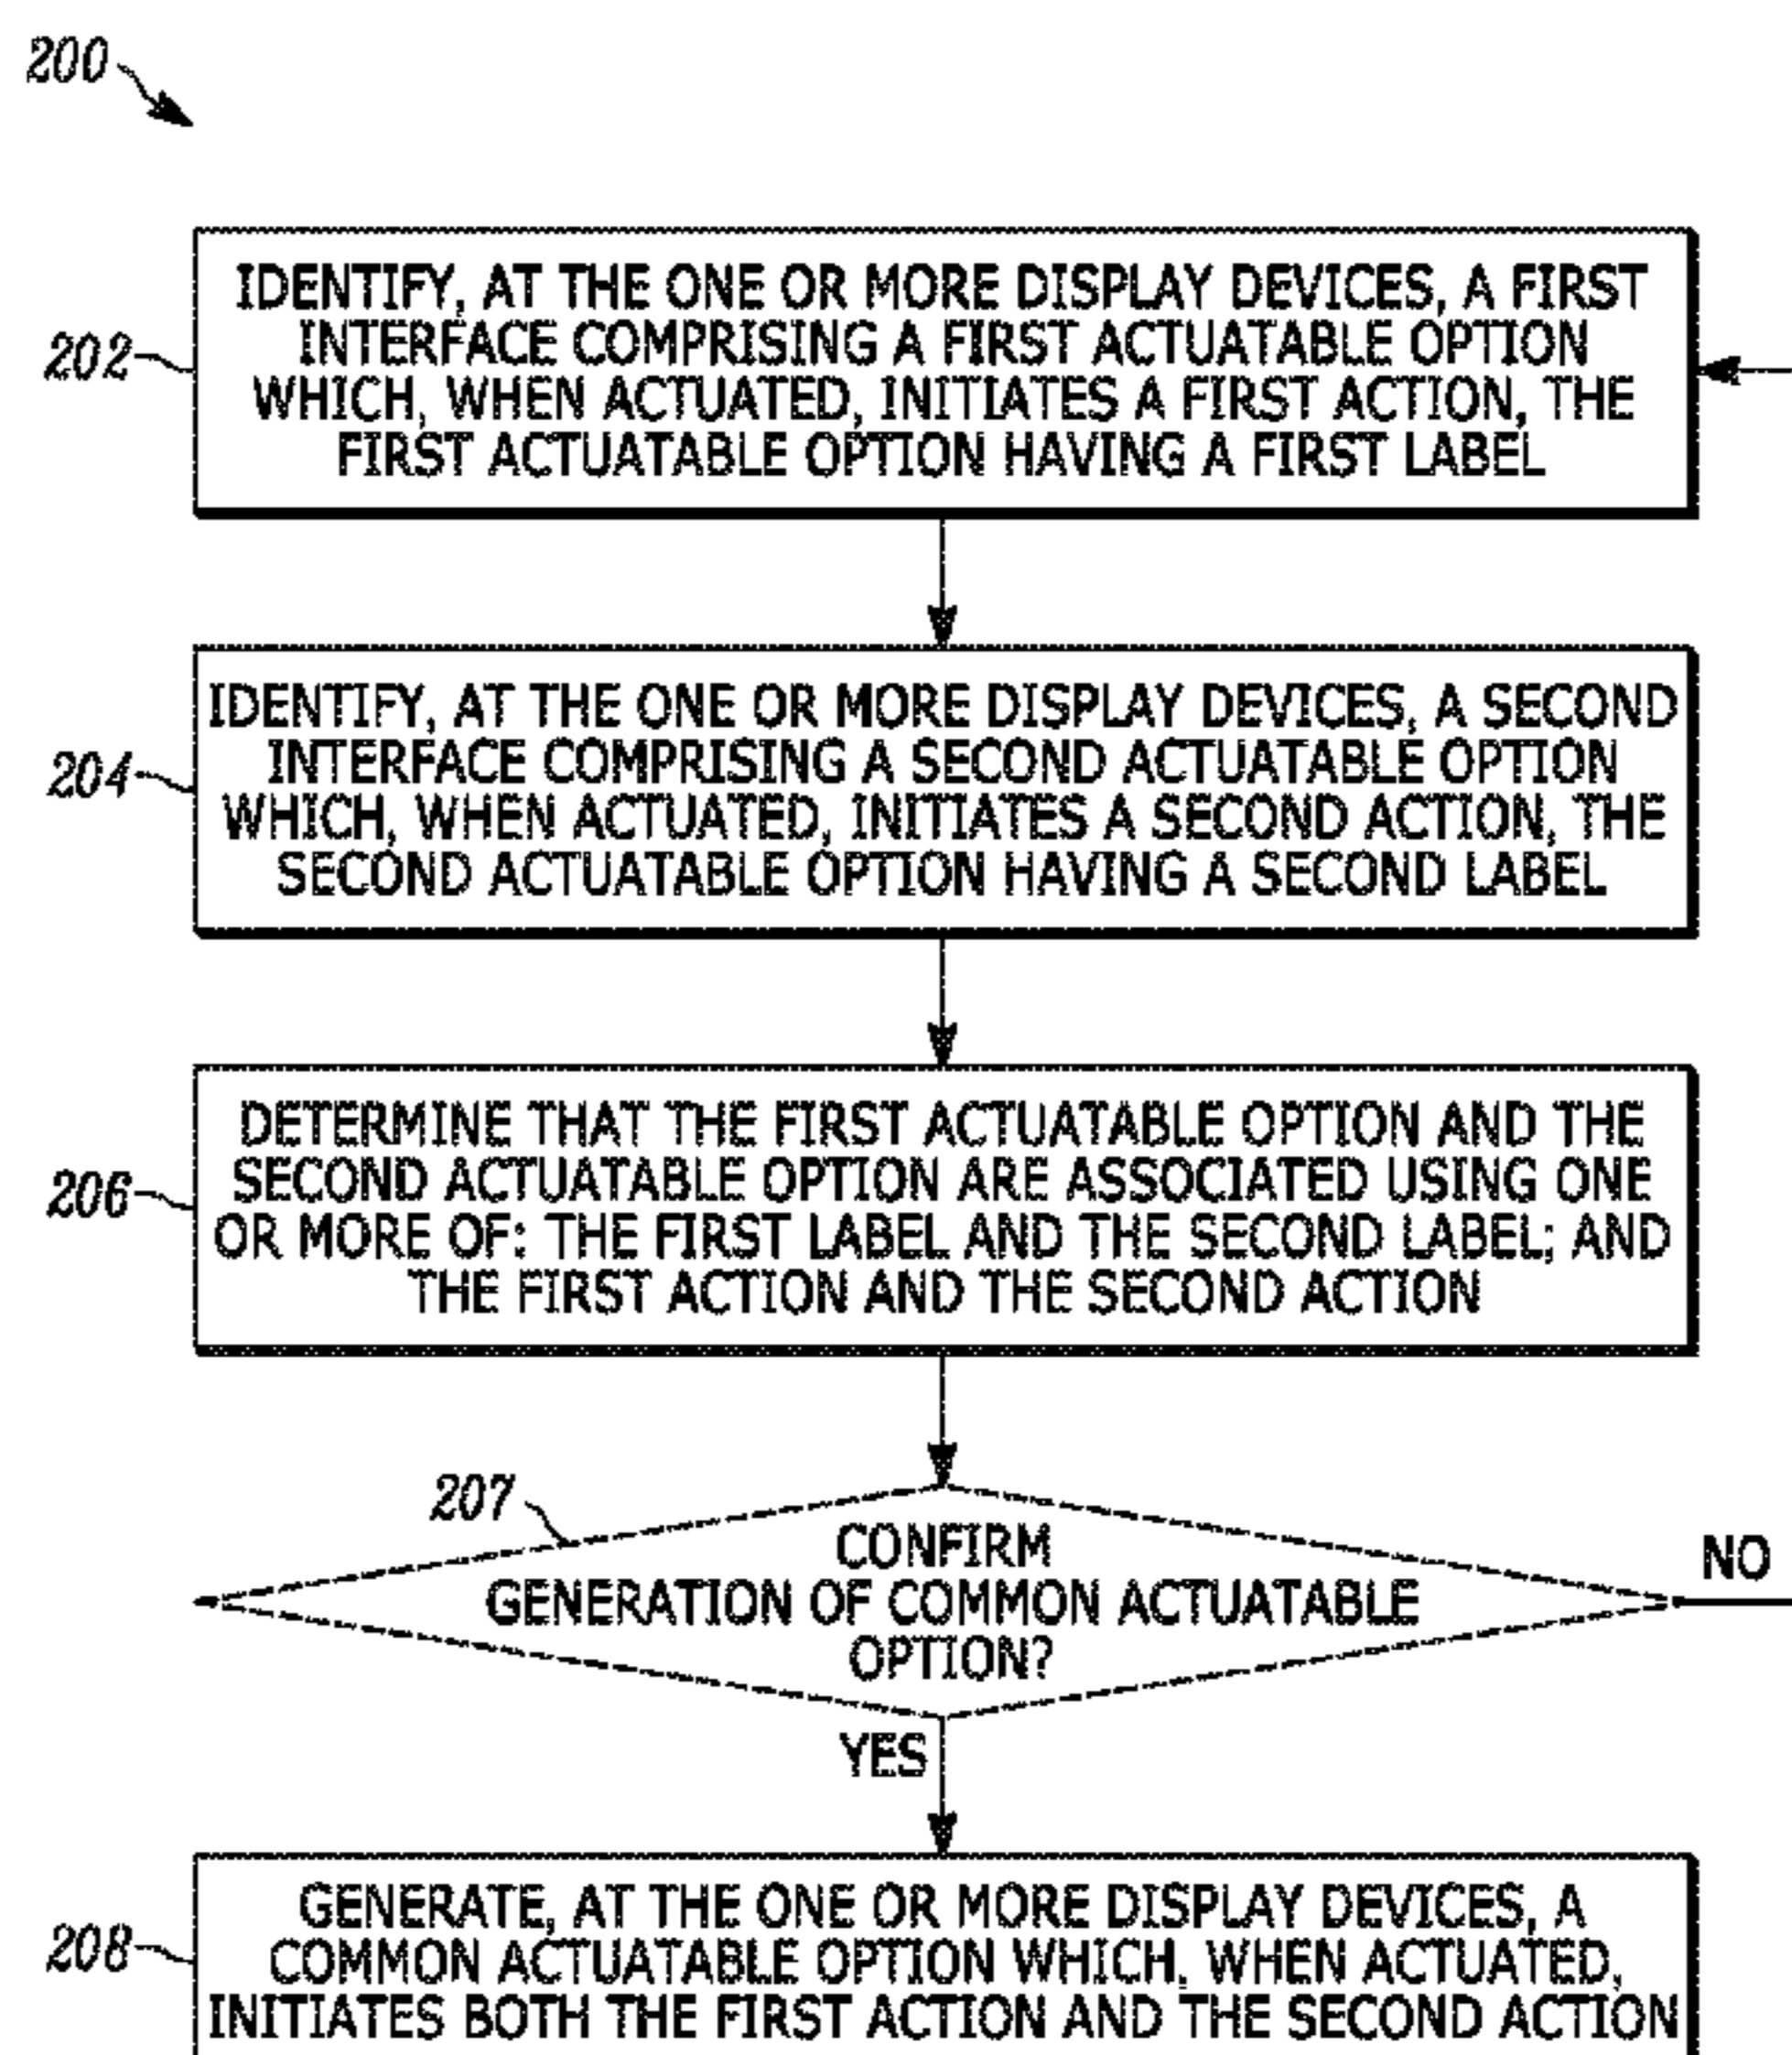 200
202
IDENTIFY, AT THE ONE OR MORE DISPLAY DEVICES, A FIRST
INTERFACE COMPRISING A FIRST ACTUATABLE OPTION
WHICH, WHEN ACTUATED, INITIATES A FIRST ACTION, THE
FIRST ACTUATABLE OPTION HAVING A FIRST LABEL
204
IDENTIFY, AT THE ONE OR MORE DISPLAY DEVICES, A SECOND
INTERFACE COMPRISING A SECOND ACTUATABLE OPTION
WHICH, WHEN ACTUATED, INITIATES A SECOND ACTION, THE
SECOND ACTUATABLE OPTION HAVING A SECOND LABEL
206
DETERMINE THAT THE FIRST ACTUATABLE OPTION AND THE
SECOND ACTUATABLE OPTION ARE ASSOCIATED USING ONE
OR MORE OF: THE FIRST LABEL AND THE SECOND LABEL; AND
THE FIRST ACTION AND THE SECOND ACTION
207
CONFIRM
GENERATION OF COMMON ACTUATABLE
OPTION?
NO
YES
208
GENERATE, AT THE ONE OR MORE DISPLAY DEVICES, A
COMMON ACTUATABLE OPTION WHICH, WHEN ACTUATED,
INITIATES BOTH THE FIRST ACTION AND THE SECOND ACTION